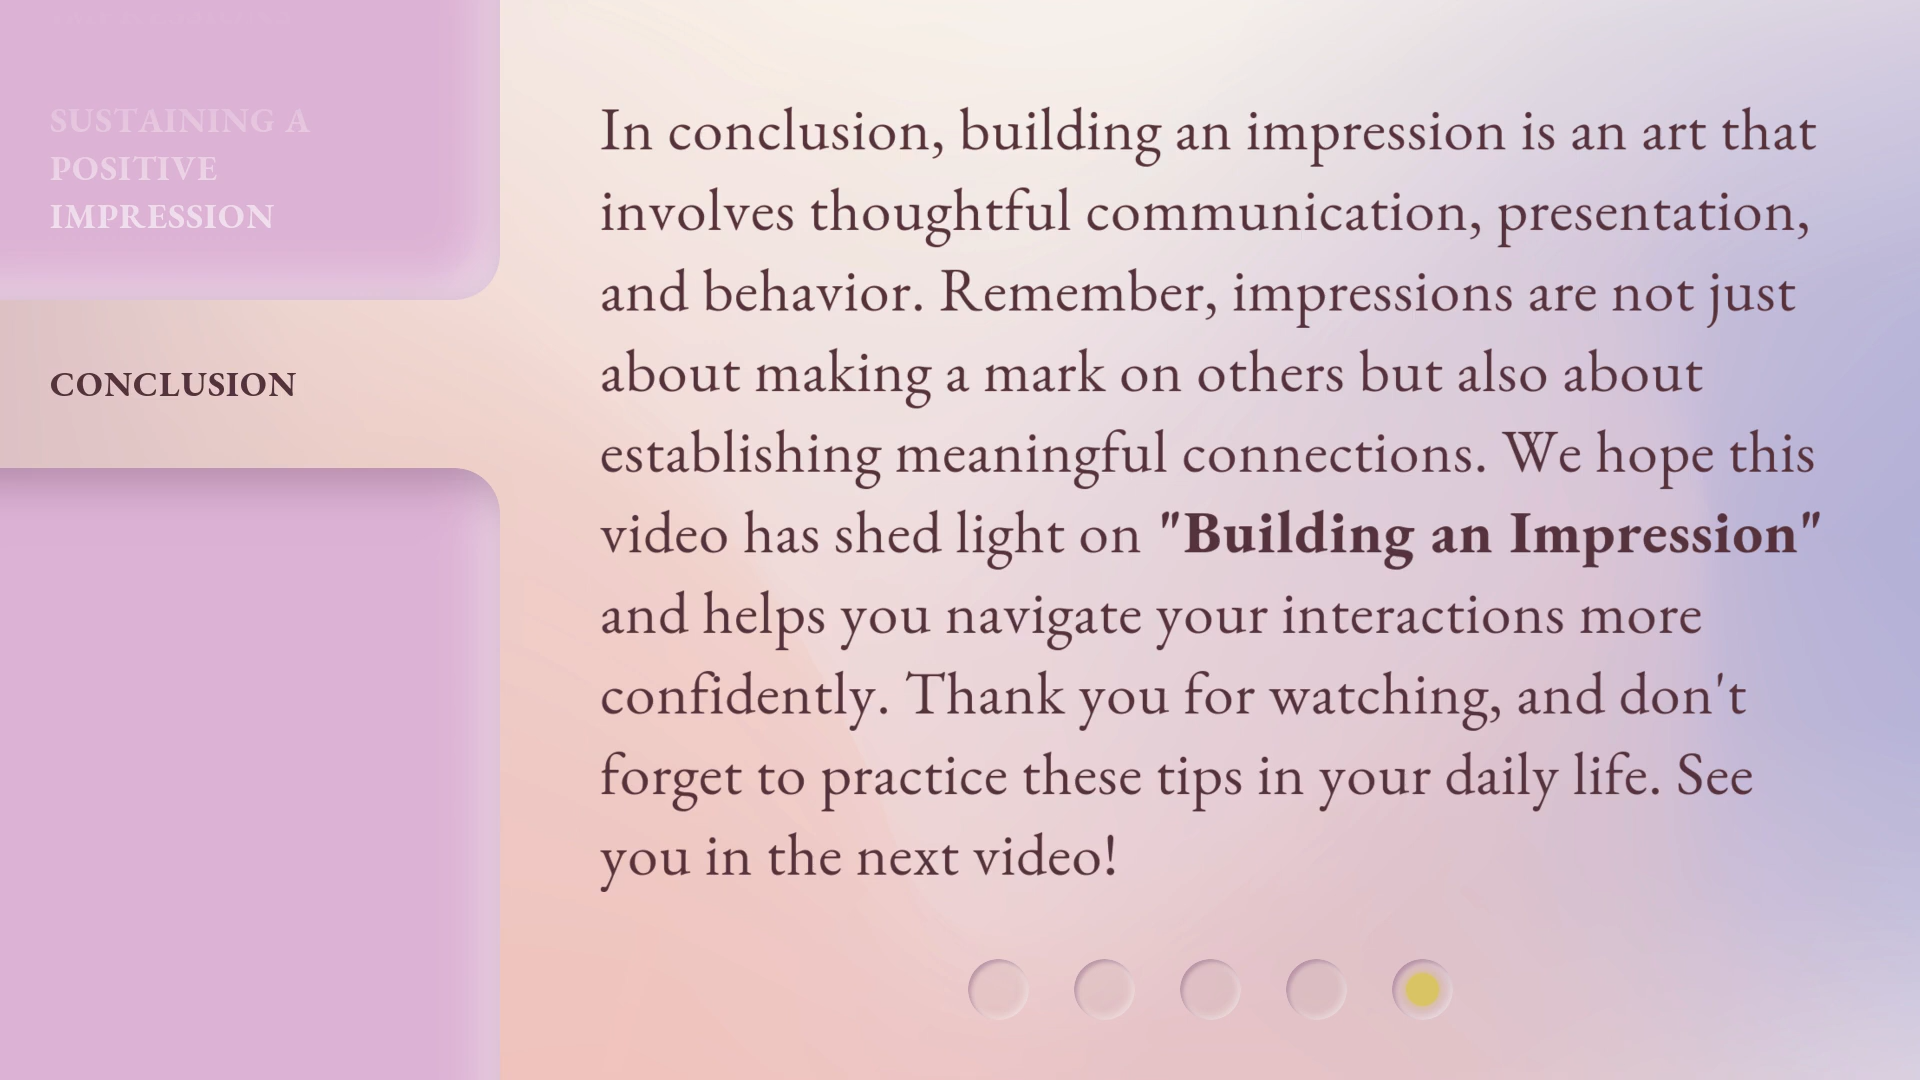 SUSTAINING A
POSITIVE
IMPRESSION
CONCLUSION
In conclusion, building an impression is an art that
involves thoughtful communication, presentation,
and behavior. Remember, impressions are not just
about making a mark on others but also about
establishing meaningful connections. We hope this
video has shed light on "Building an Impression"
and helps you navigate your interactions more
confidently. Thank you for watching, and don't
forget to practice these tips in your daily life. See
you in the next video!